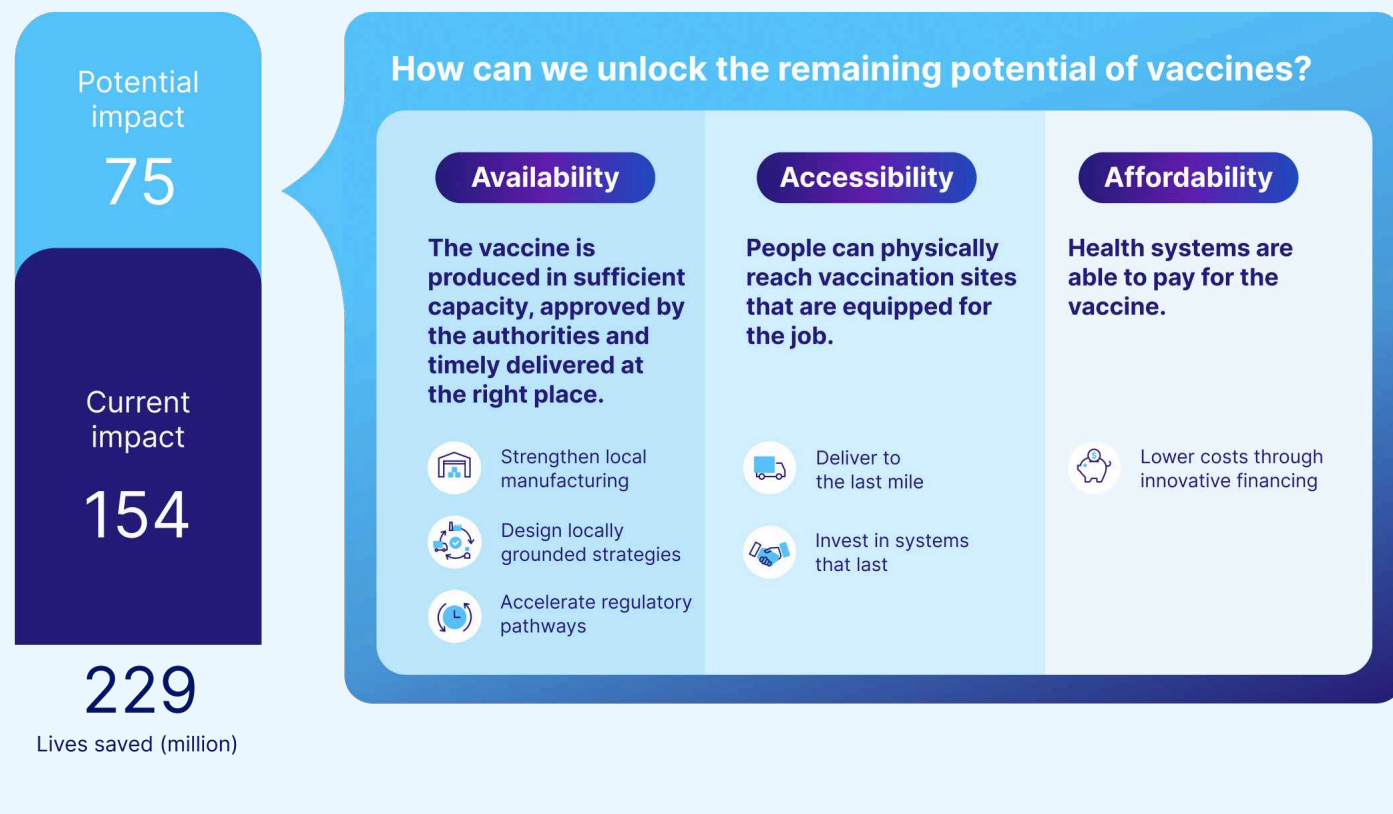 Potential
impact
75
Current
impact
154
229
Lives saved (million)
How can we unlock the remaining potential of vaccines?
Availability
The vaccine is
produced in sufficient
capacity, approved by
the authorities and
timely delivered at
the right place.
Strengthen local
manufacturing
Design locally
grounded strategies
Accelerate regulatory
pathways
Accessibility
People can physically
reach vaccination sites
that are equipped for
the job.
Deliver to
the last mile
Invest in systems
that last
Affordability
Health systems are
able to pay for the
vaccine.
$
Lower costs through
innovative financing